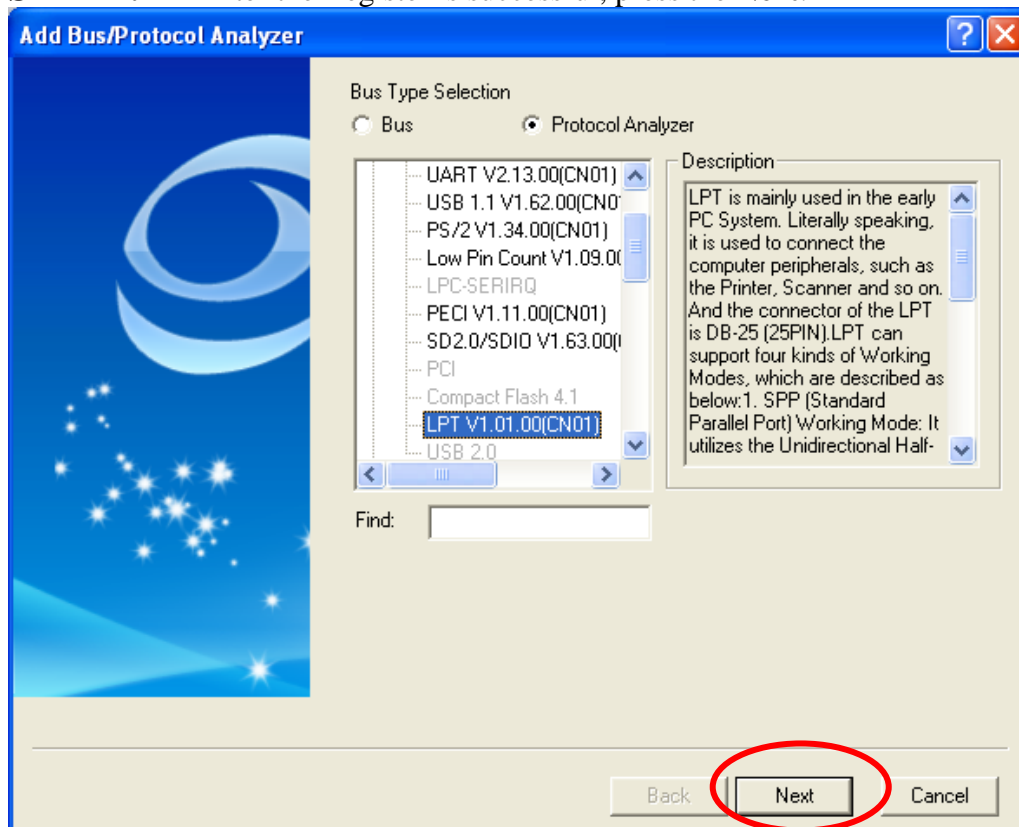 Add Bus/Protocol Analyzer
Bus Type Selection
Bus
Protocol Analyzer
UART V2.13.00(CN01)
USB 1.1 V1.62.00(CN0
PS/2 V1.34.00(CN01)
Low Pin Count V1.09.0
LPC-SERIRQ
PECI V1.11.00(CN01)
SD2.0/SDIO V1.63.00(
PCI
Compact Flash 4.1
LPT V1.01.00(CN01)
USB 2.0
Find:
Description
LPT is mainly used in the early
PC System. Literally speaking,
it is used to connect the
computer peripherals, such as
the Printer, Scanner and so on.
And the connector of the LPT
is DB-25 (25PIN).LPT can
support four kinds of Working
Modes, which are described as
below:1. SPP (Standard
Parallel Port) Working Mode: It
utilizes the Unidirectional Half-
Back
Next
Cancel